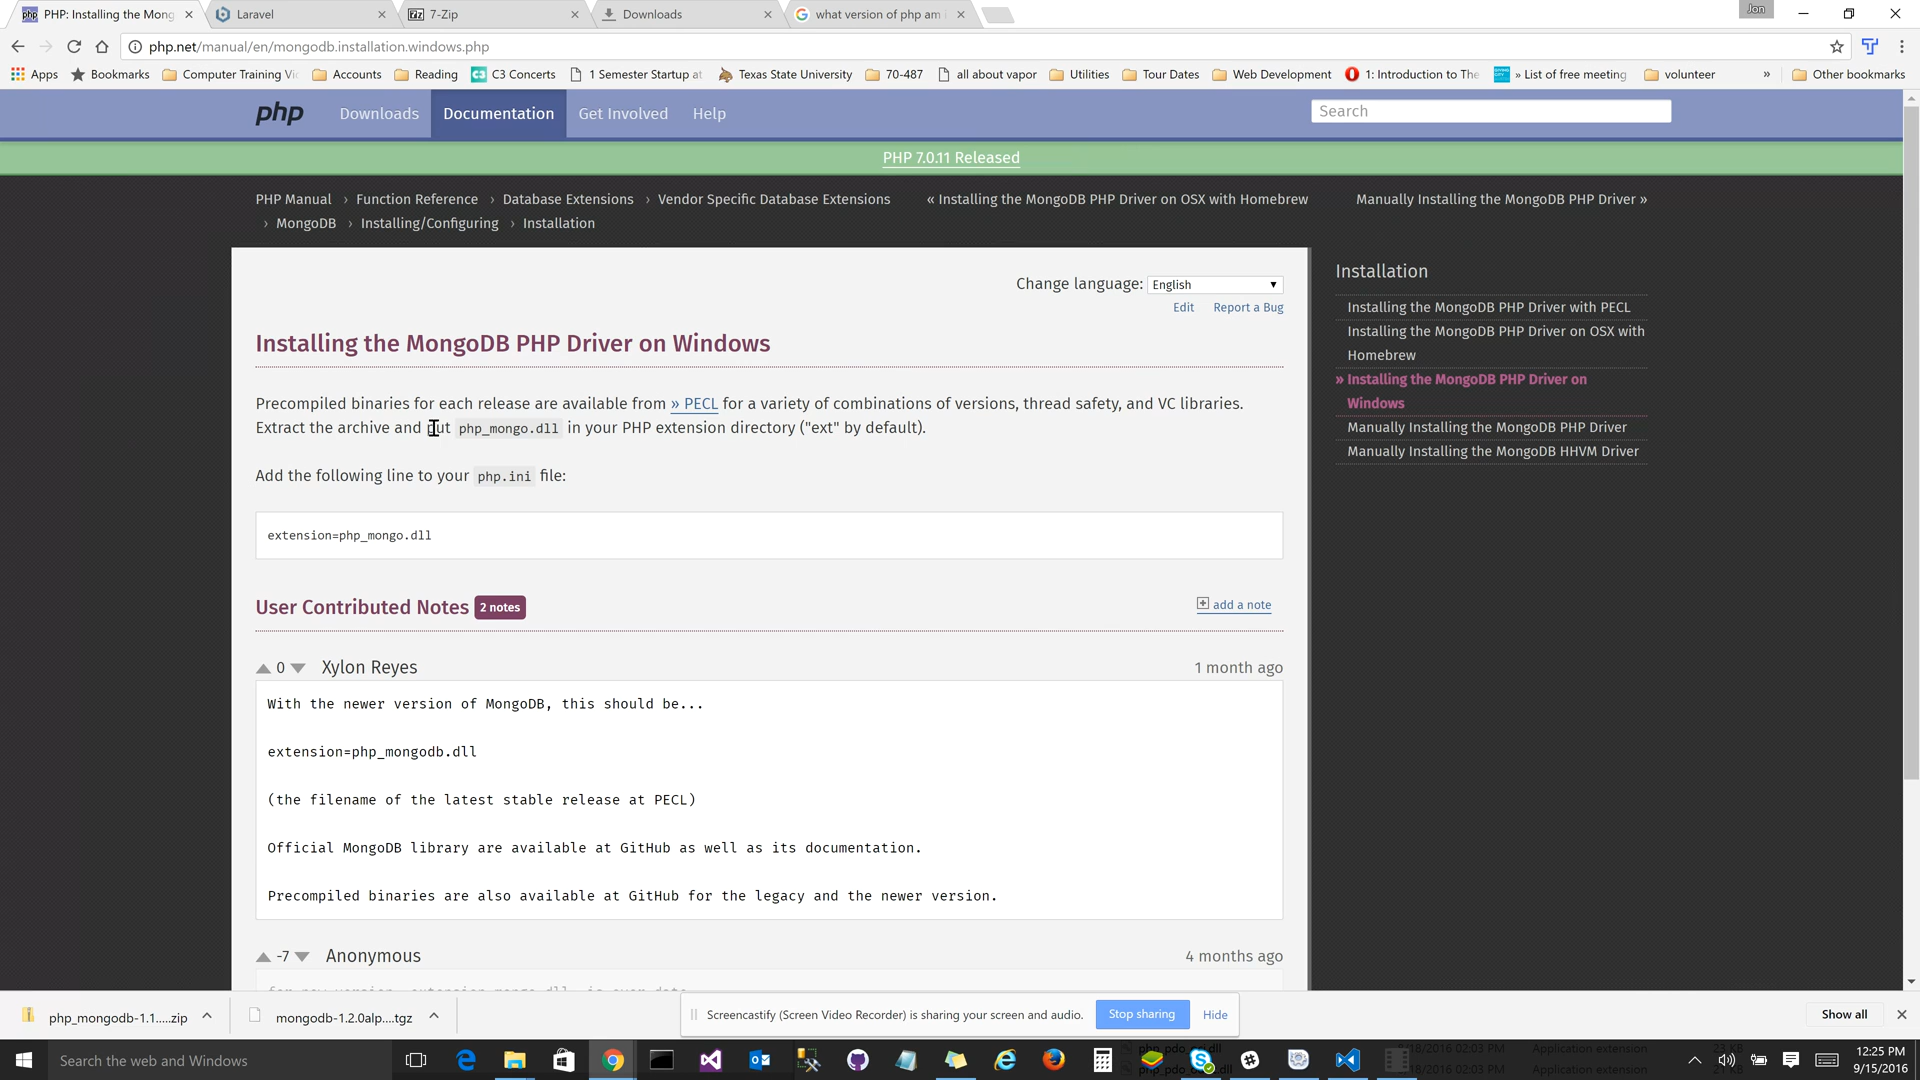 PHP: Installing the Mong
Laravel
7-Zip
Downloads
what version of php am i
Jon
php.net/manual/en/mongodb.installation.windows.php
Apps
Bookmarks
Computer Training Vi
Accounts
Reading
C3 Concerts
1 Semester Startup at
Texas State University
70-487
all about vapor
Utilities
Tour Dates
Web Development
1: Introduction to The
» List of free meeting
volunteer
»
Other bookmarks
php
Downloads
Documentation
Get Involved
Help
Search
PHP 7.0.11 Released
PHP Manual › Function Reference › Database Extensions › Vendor Specific Database Extensions
› MongoDB › Installing/Configuring › Installation
« Installing the MongoDB PHP Driver on OSX with Homebrew
Manually Installing the MongoDB PHP Driver »
Change language: English
Edit
Report a Bug
Installing the MongoDB PHP Driver on Windows
Precompiled binaries for each release are available from » PECL for a variety of combinations of versions, thread safety, and VC libraries.
Extract the archive and put php_mongo.dll in your PHP extension directory ("ext" by default).
Add the following line to your php.ini file:
extension=php_mongo.dll
User Contributed Notes 2 notes
add a note
0 Xylon Reyes
1 month ago
With the newer version of MongoDB, this should be...
extension=php_mongodb.dll
(the filename of the latest stable release at PECL)
Official MongoDB library are available at GitHub as well as its documentation.
Precompiled binaries are also available at GitHub for the legacy and the newer version.
-7 Anonymous
4 months ago
Installation
Installing the MongoDB PHP Driver with PECL
Installing the MongoDB PHP Driver on OSX with
Homebrew
» Installing the MongoDB PHP Driver on
Windows
Manually Installing the MongoDB PHP Driver
Manually Installing the MongoDB HHVM Driver
php_mongodb-1.1.....zip
mongodb-1.2.0alp....tgz
Screencastify (Screen Video Recorder) is sharing your screen and audio.
Stop sharing
Hide
Show all
Search the web and Windows
12:25 PM
9/15/2016